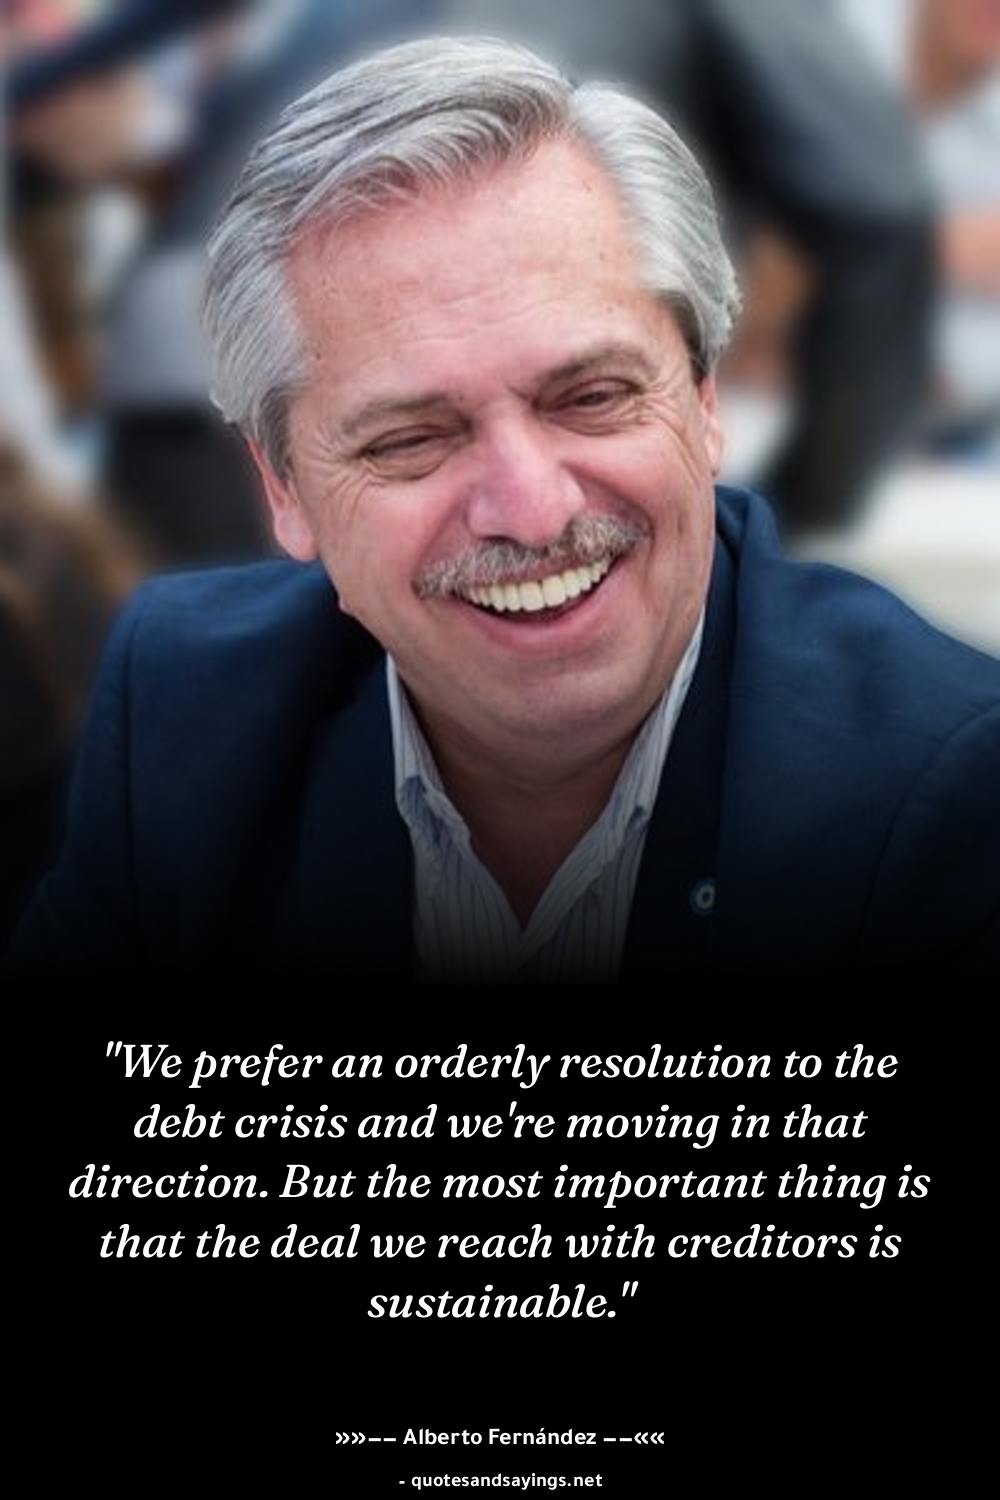 "We prefer an orderly resolution to the
debt crisis and we're moving in that
direction. But the most important thing is
that the deal we reach with creditors is
sustainable."
»»−− Alberto Fernández −−««
- quotesandsayings.net